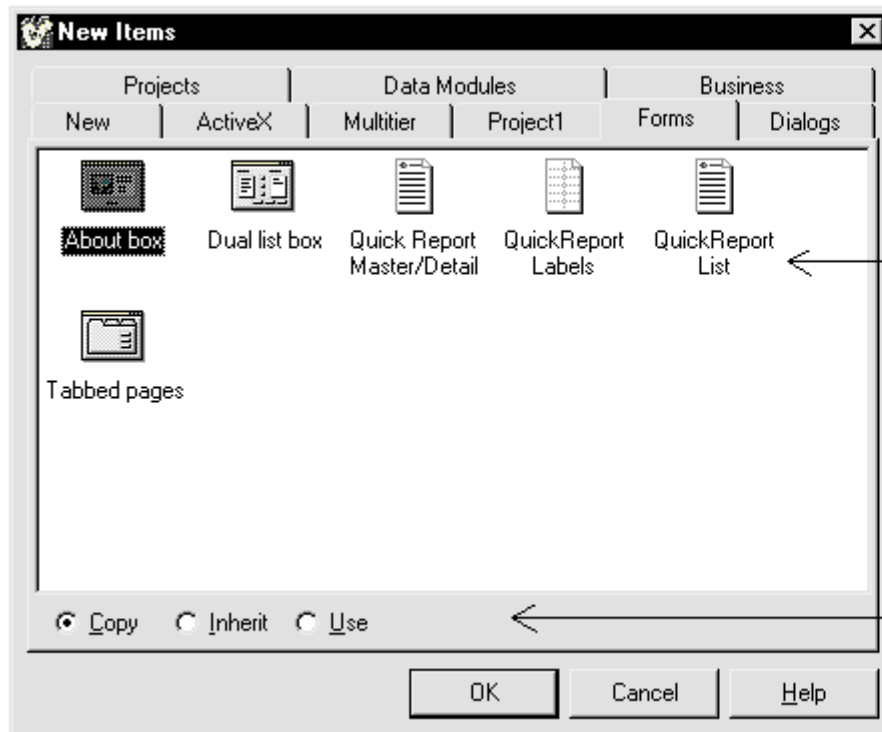 New Items
Projects Data Modules Business
New ActiveX Multitier Project1 Forms Dialogs
About box Dual list box Quick Report Master/Detail QuickReport Labels QuickReport List
Tabbed pages
Copy Inherit Use
OK Cancel Help